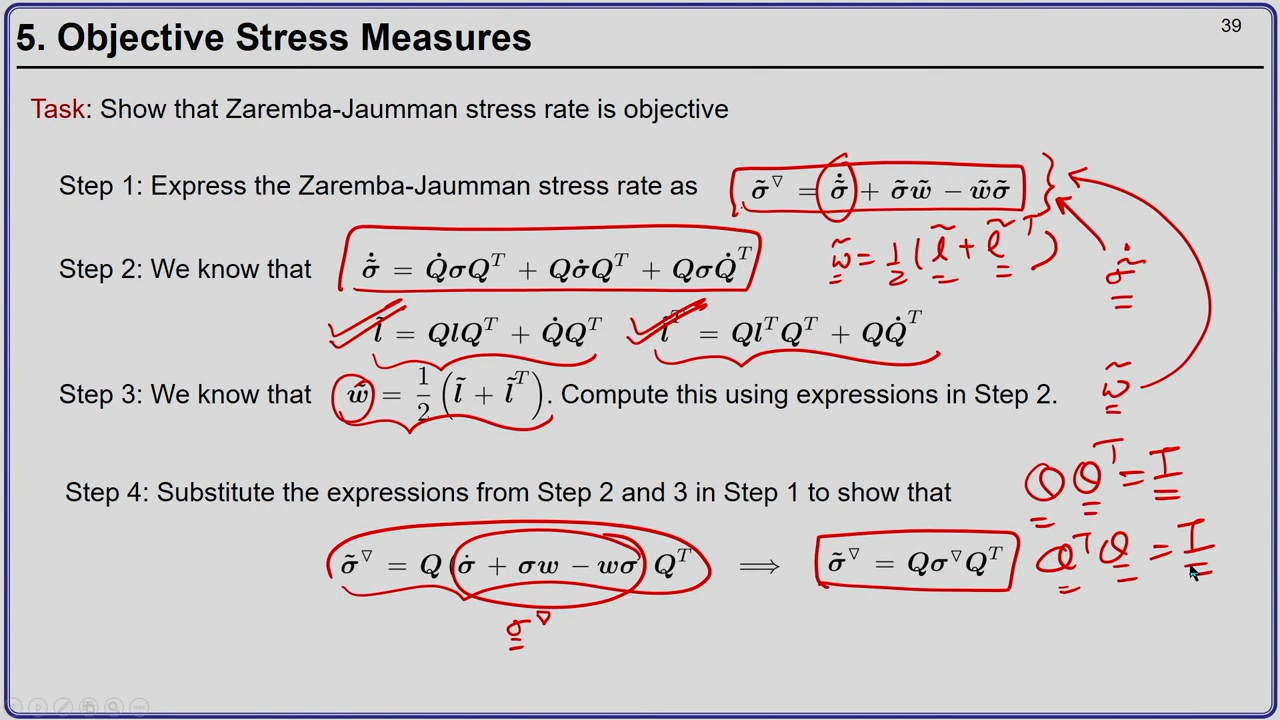 39
5. Objective Stress Measures
Task: Show that Zaremba-Jaumman stress rate is objective
Step 1: Express the Zaremba-Jaumman stress rate as σ̃^▽ = σ̃̇ + σ̃w̃ − w̃σ̃
w̃ = 1/2 (l̃ + l̃^T)
σ̃̇
Step 2: We know that σ̃̇ = Q̇σQ^T + Qσ̇Q^T + QσQ̇^T
l̃ = QlQ^T + Q̇Q^T l̃^T = Ql^TQ^T + QQ̇^T
Step 3: We know that w̃ = 1/2 (l̃ + l̃^T). Compute this using expressions in Step 2.
w̃
QQ^T = I
Step 4: Substitute the expressions from Step 2 and 3 in Step 1 to show that
σ̃^▽ = Q (σ̇ + σw − wσ) Q^T ⟹ σ̃^▽ = Qσ^▽Q^T
Q^TQ = I
σ^▽